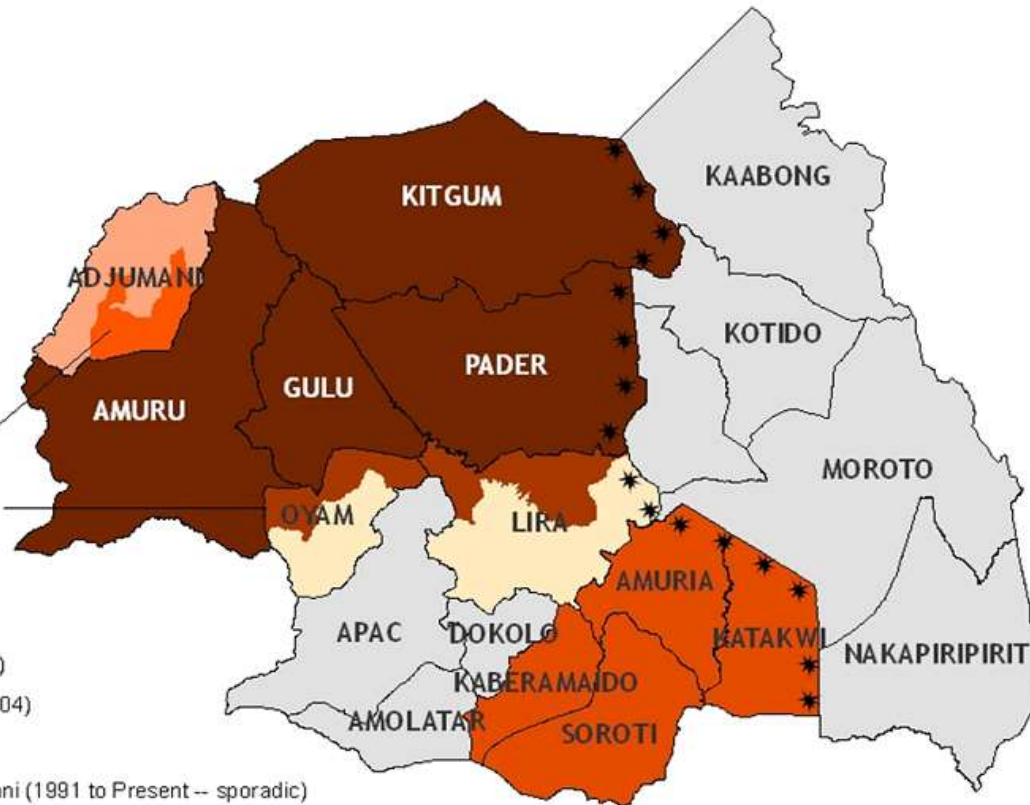 KAABONG
KITGUM
ADJUMANI
KOTIDO
PADER
GULU
AMURU
MOROTO
OYAM
LIRA
AMURIA
KATAKWI
APAC
DOKOLO
NAKAPIRIPIRIT
KABERAMAIDO
)
04)
AMOLATAR
SOROTI
ni (1991 to Present -- sporadic)